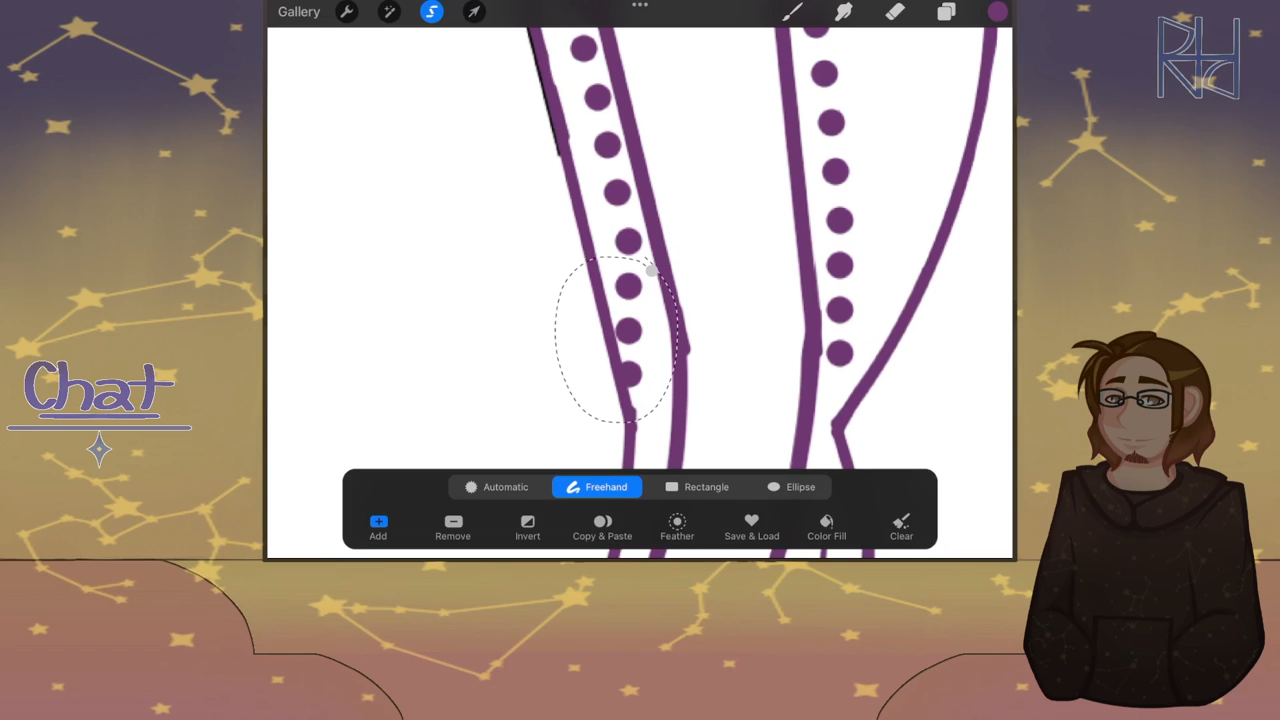 Gallery
Chat
Automatic Freehand Rectangle Ellipse
Add Remove Invert Copy & Paste Feather Save & Load Color Fill Clear